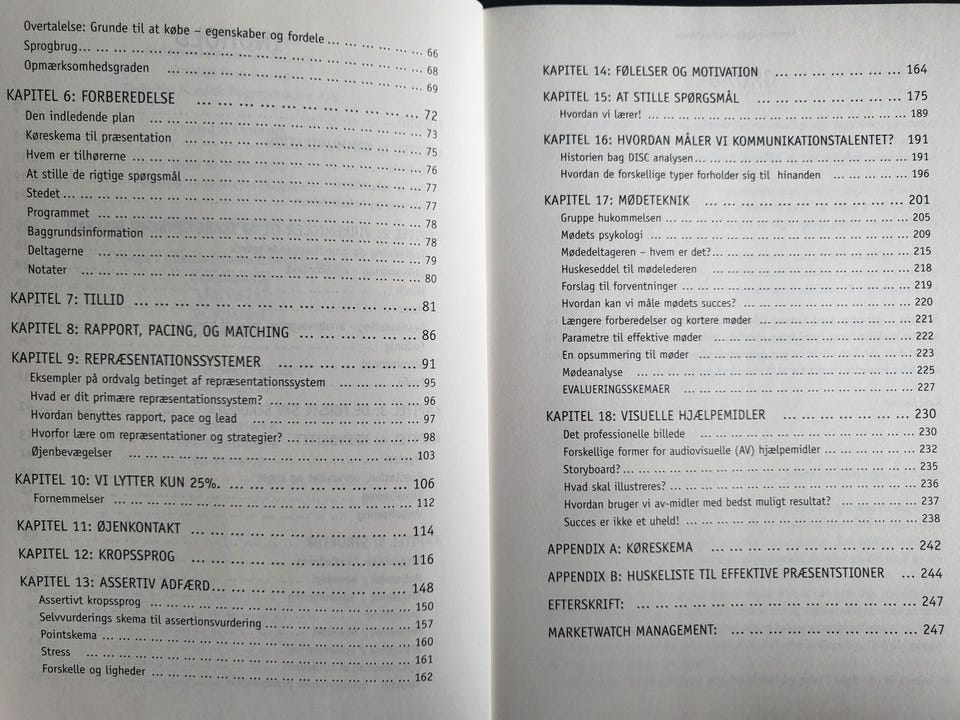 Overtalelse: Grunde til at købe – egenskaber og fordele ... ... ... ... ... ... 66
Sprogbrug... ... ... ... ... ... ... ... ... ... ... ... ... ... ... ... ... ... ... 68
Opmærksomhedsgraden ... ... ... ... ... ... ... ... ... ... ... ... ... ... 69
KAPITEL 6: FORBEREDELSE ... ... ... ... ... ... ... ... ... ... ... 72
Den indledende plan ... ... ... ... ... ... ... ... ... ... ... ... ... ... ... 73
Køreskema til præsentation ... ... ... ... ... ... ... ... ... ... ... ... ... 75
Hvem er tilhørerne ... ... ... ... ... ... ... ... ... ... ... ... ... ... ... ... 76
At stille de rigtige spørgsmål ... ... ... ... ... ... ... ... ... ... ... ... ... 77
Stedet ... ... ... ... ... ... ... ... ... ... ... ... ... ... ... ... ... ... ... ... 77
Programmet ... ... ... ... ... ... ... ... ... ... ... ... ... ... ... ... ... ... 78
Baggrundsinformation ... ... ... ... ... ... ... ... ... ... ... ... ... ... ... 78
Deltagerne ... ... ... ... ... ... ... ... ... ... ... ... ... ... ... ... ... ... 79
Notater ... ... ... ... ... ... ... ... ... ... ... ... ... ... ... ... ... ... ... 80
KAPITEL 7: TILLID ... ... ... ... ... ... ... ... ... ... ... ... ... ... 81
KAPITEL 8: RAPPORT, PACING, OG MATCHING ... ... ... ... ... ... 86
KAPITEL 9: REPRÆSENTATIONSSYSTEMER ... ... ... ... ... ... ... 91
Eksempler på ordvalg betinget af repræsentationssystem ... ... ... ... 95
Hvad er dit primære repræsentationssystem? ... ... ... ... ... ... ... ... 96
Hvordan benyttes rapport, pace og lead ... ... ... ... ... ... ... ... ... 97
Hvorfor lære om repræsentationer og strategier? ... ... ... ... ... ... ... 98
Øjenbevægelser ... ... ... ... ... ... ... ... ... ... ... ... ... ... ... ... 103
KAPITEL 10: VI LYTTER KUN 25%. ... ... ... ... ... ... ... ... ... 106
Fornemmelser ... ... ... ... ... ... ... ... ... ... ... ... ... ... ... ... ... 112
KAPITEL 11: ØJENKONTAKT ... ... ... ... ... ... ... ... ... ... ... 114
KAPITEL 12: KROPSSPROG ... ... ... ... ... ... ... ... ... ... ... 116
KAPITEL 13: ASSERTIV ADFÆRD... ... ... ... ... ... ... ... ... ... 148
Assertivt kropssprog ... ... ... ... ... ... ... ... ... ... ... ... ... ... ... 150
Selvvurderings skema til assertionsvurdering ... ... ... ... ... ... ... ... 157
Pointskema ... ... ... ... ... ... ... ... ... ... ... ... ... ... ... ... ... ... 160
Stress ... ... ... ... ... ... ... ... ... ... ... ... ... ... ... ... ... ... ... 161
Forskelle og ligheder ... ... ... ... ... ... ... ... ... ... ... ... ... ... ... 162
KAPITEL 14: FØLELSER OG MOTIVATION ... ... ... ... ... ... ... 164
KAPITEL 15: AT STILLE SPØRGSMÅL ... ... ... ... ... ... ... ... 175
Hvordan vi lærer! ... ... ... ... ... ... ... ... ... ... ... ... ... ... ... ... 189
KAPITEL 16: HVORDAN MÅLER VI KOMMUNIKATIONSTALENTET? 191
Historien bag DISC analysen... ... ... ... ... ... ... ... ... ... ... ... ... 191
Hvordan de forskellige typer forholder sig til hinanden ... ... ... ... ... 196
KAPITEL 17: MØDETEKNIK ... ... ... ... ... ... ... ... ... ... ... 201
Gruppe hukommelsen ... ... ... ... ... ... ... ... ... ... ... ... ... ... ... 205
Mødets psykologi ... ... ... ... ... ... ... ... ... ... ... ... ... ... ... ... 209
Mødedeltageren – hvem er det?... ... ... ... ... ... ... ... ... ... ... ... 215
Huskeseddel til mødelederen ... ... ... ... ... ... ... ... ... ... ... ... 218
Forslag til forventninger ... ... ... ... ... ... ... ... ... ... ... ... ... ... 219
Hvordan kan vi måle mødets succes? ... ... ... ... ... ... ... ... ... ... 220
Længere forberedelser og kortere møder ... ... ... ... ... ... ... ... ... 221
Parametre til effektive møder ... ... ... ... ... ... ... ... ... ... ... ... 222
En opsummering til møder ... ... ... ... ... ... ... ... ... ... ... ... ... 223
Mødeanalyse ... ... ... ... ... ... ... ... ... ... ... ... ... ... ... ... ... 225
EVALUERINGSSKEMAER ... ... ... ... ... ... ... ... ... ... ... ... ... ... 227
KAPITEL 18: VISUELLE HJÆLPEMIDLER ... ... ... ... ... ... ... 230
Det professionelle billede ... ... ... ... ... ... ... ... ... ... ... ... ... 230
Forskellige former for audiovisuelle (AV) hjælpemidler ... ... ... ... ... 232
Storyboard?... ... ... ... ... ... ... ... ... ... ... ... ... ... ... ... ... ... 235
Hvad skal illustreres? ... ... ... ... ... ... ... ... ... ... ... ... ... ... ... 236
Hvordan bruger vi av-midler med bedst muligt resultat? ... ... ... ... 237
Succes er ikke et uheld! ... ... ... ... ... ... ... ... ... ... ... ... ... ... 238
APPENDIX A: KØRESKEMA ... ... ... ... ... ... ... ... ... ... ... 242
APPENDIX B: HUSKELISTE TIL EFFEKTIVE PRÆSENTSTIONER ... 244
EFTERSKRIFT: ... ... ... ... ... ... ... ... ... ... ... ... ... ... ... ... 247
MARKETWATCH MANAGEMENT: ... ... ... ... ... ... ... ... ... ... 247